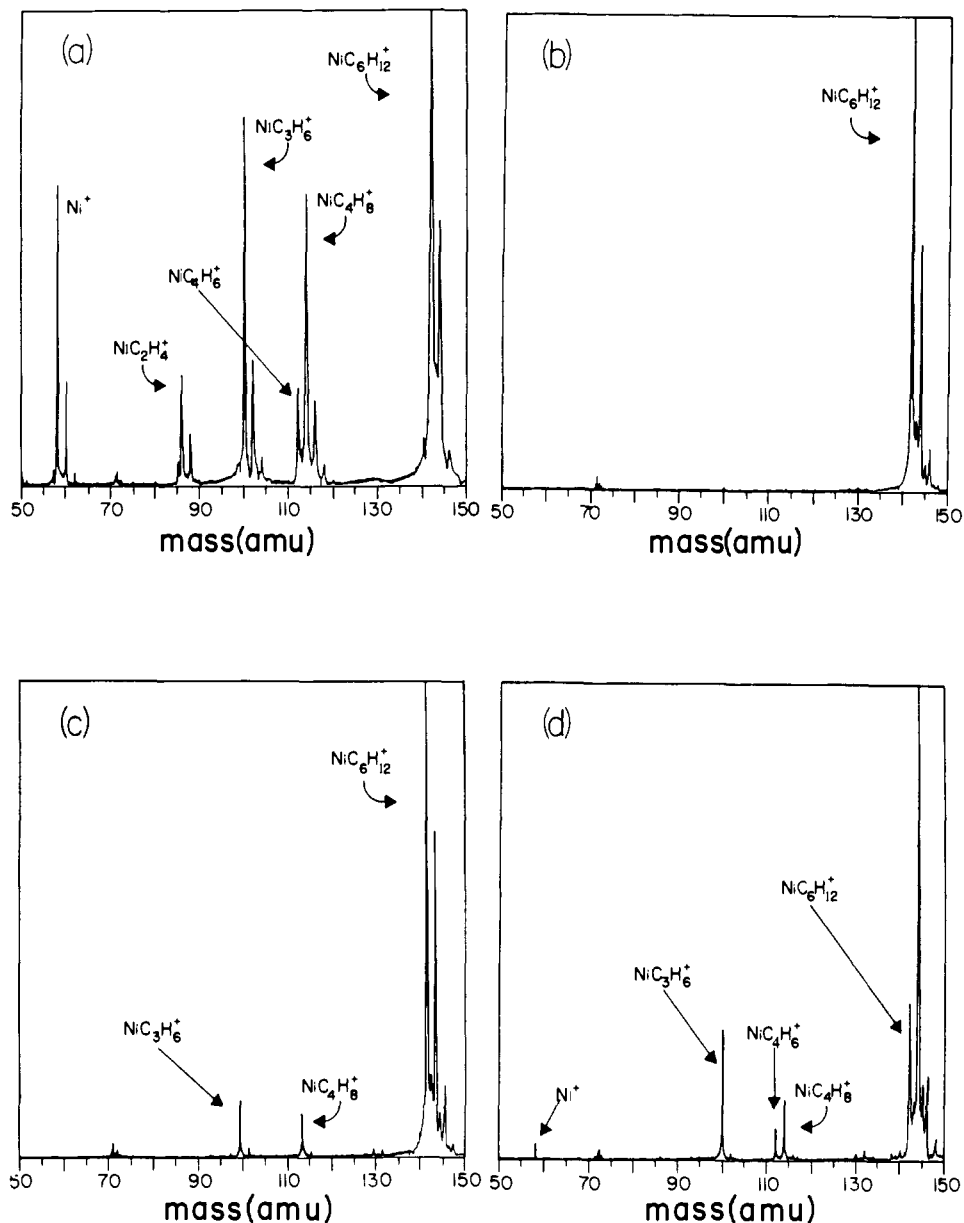 (a)
NiC₆H₁₂⁺
NiC₃H₆⁺
Ni⁺
NiC₄H₈⁺
NiC₄H₆⁺
NiC₂H₄⁺
50 70 90 110 130 150
mass(amu)
(b)
NiC₆H₁₂⁺
50 70 90 110 130 150
mass(amu)
(c)
NiC₆H₁₂⁺
NiC₃H₆⁺
NiC₄H₈⁺
50 70 90 110 130 150
mass(amu)
(d)
NiC₆H₁₂⁺
NiC₃H₆⁺
NiC₄H₆⁺
Ni⁺
NiC₄H₈⁺
50 70 90 110 130 150
mass(amu)